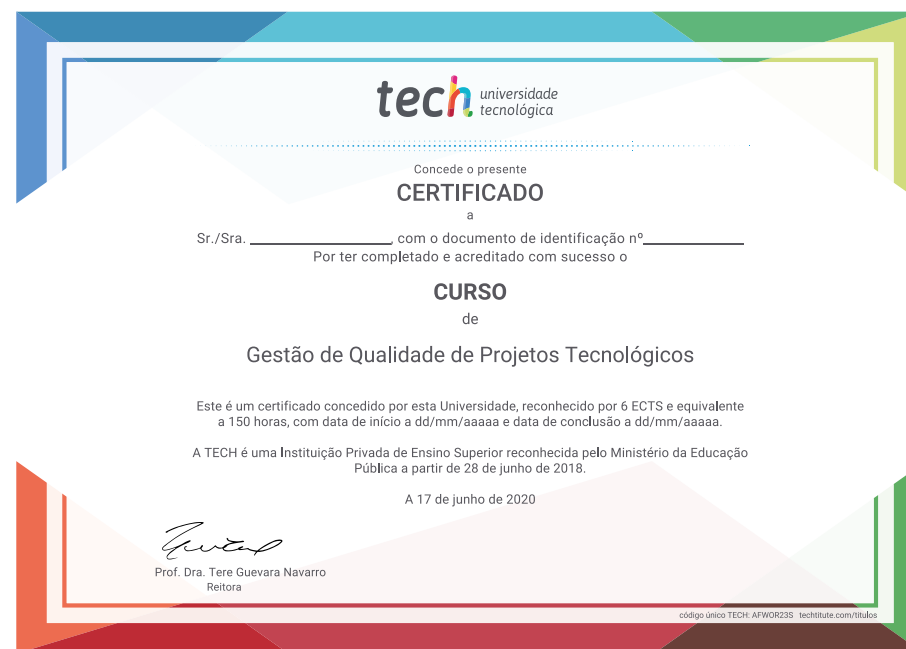 tech universidade
tecnológica
Concede o presente
CERTIFICADO
a
Sr./Sra. ____________________, com o documento de identificação nº______________
Por ter completado e acreditado com sucesso o
CURSO
de
Gestão de Qualidade de Projetos Tecnológicos
Este é um certificado concedido por esta Universidade, reconhecido por 6 ECTS e equivalente
a 150 horas, com data de início a dd/mm/aaaaa e data de conclusão a dd/mm/aaaaa.
A TECH é uma Instituição Privada de Ensino Superior reconhecida pelo Ministério da Educação
Pública a partir de 28 de junho de 2018.
A 17 de junho de 2020
Prof. Dra. Tere Guevara Navarro
Reitora
código único TECH: AFWOR23S techtitute.com/titulos